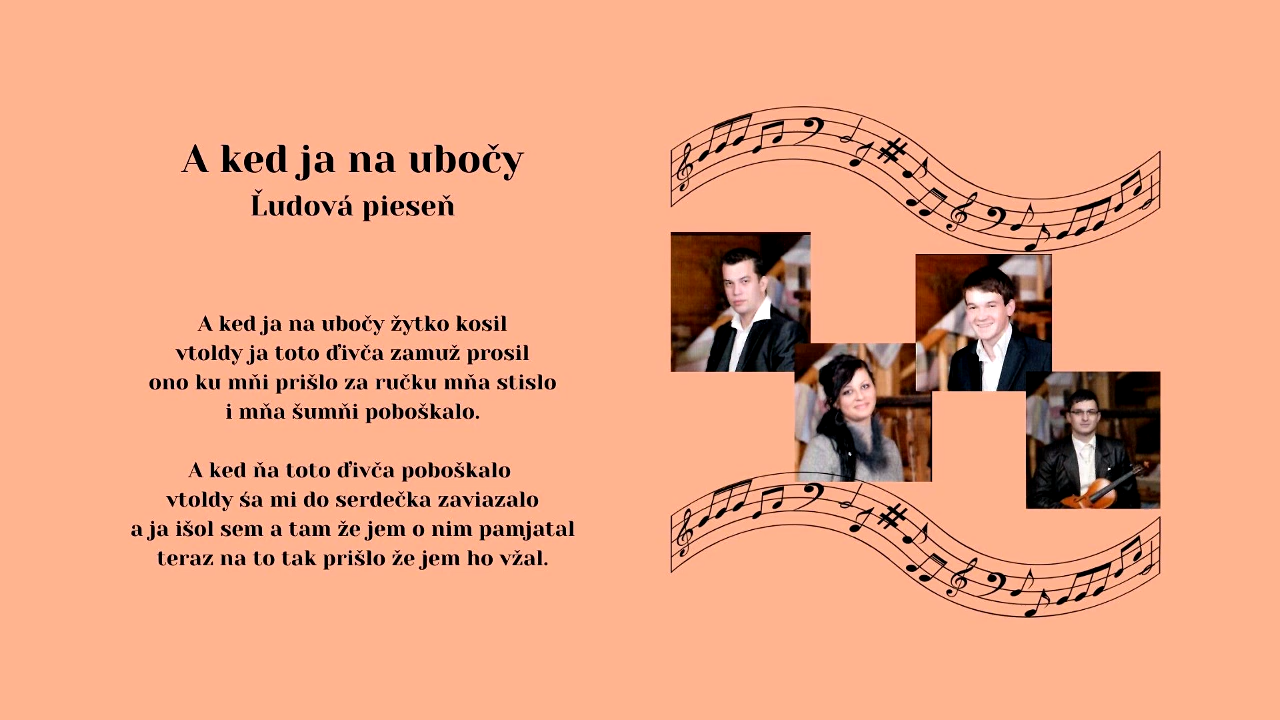 A ked ja na ubočy
Ľudová pieseň
A ked ja na ubočy žytko kosil
vtoldy ja toto ďivča zamuž prosil
ono ku mňi prišlo za ručku mňa stislo
i mňa šumňi poboškalo.
A ked ňa toto ďivča poboškalo
vtoldy śa mi do serdečka zaviazalo
a ja išol sem a tam že jem o nim pamjatal
teraz na to tak prišlo že jem ho vžal.